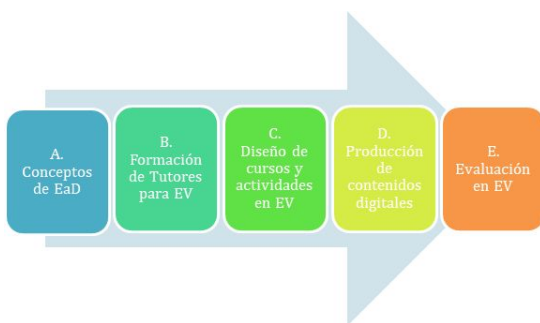 A.
Conceptos
de EaD
B.
Formación
de Tutores
para EV
C.
Diseño de
cursos y
actividades
en EV
D.
Producción
de
contenidos
digitales
E.
Evaluación
en EV